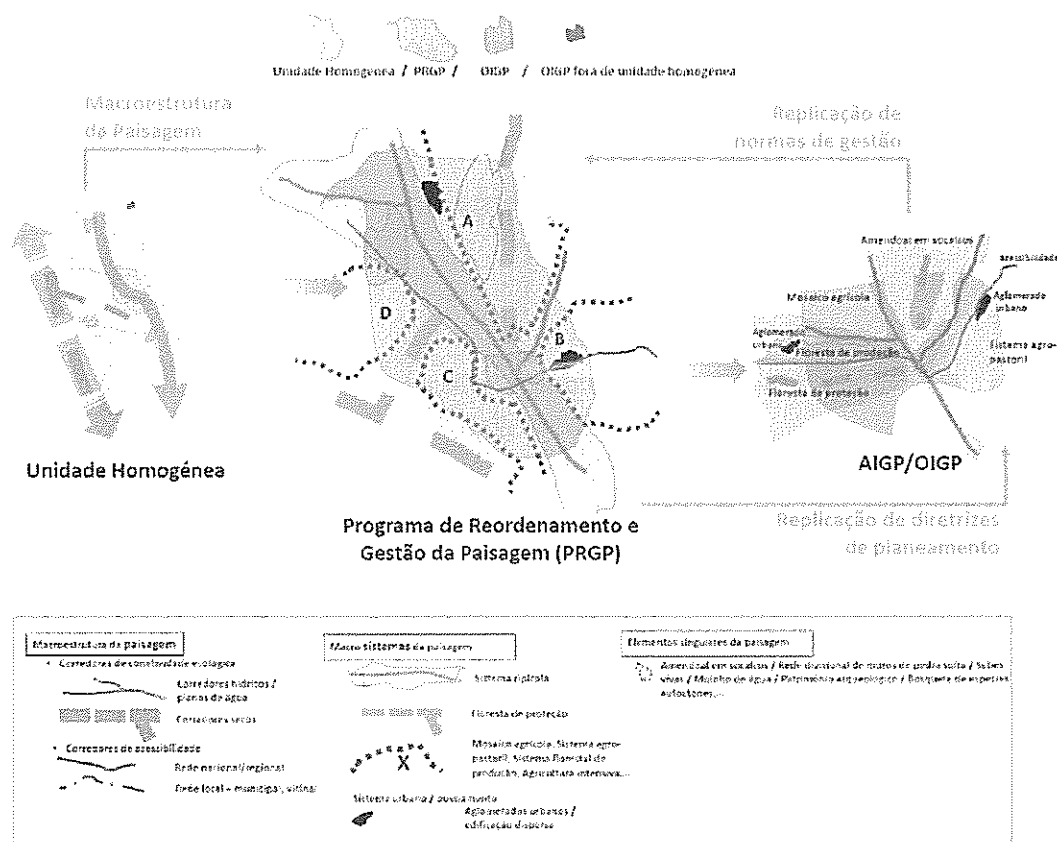 Unidade Homogénea / PRGP / OIGP / OIGP fora de unidade homogénea
Macroestrutura
da Paisagem
Replicação de
normas de gestão
A
B
C
D
Amendoal em socalcos
acessibilidade
Mosaico agrícola
Aglomerado
urbano
Aglomerado
urbano
Floresta de produção
Sistema agro-
pastoril
Floresta de proteção
Unidade Homogénea
AIGP/OIGP
Programa de Reordenamento e
Gestão da Paisagem (PRGP)
Replicação de diretrizes
de planeamento
Macroestrutura da paisagem
• Corredores de conetividade ecológica
Corredores hídricos /
planos de água
Corredores secos
• Corredores de acessibilidade
Rede nacional/regional
Rede local – municipal, vicinal
Macro sistemas da paisagem
Sistema ripícola
Floresta de proteção
X
Mosaico agrícola, Sistema agro-
pastoril, Sistema florestal de
produção, Agricultura intensiva,...
Sistema urbano / povoamento
Aglomerados urbanos /
edificação dispersa
Elementos singulares da paisagem
Amendoal em socalcos / Rede divisional de muros de pedra solta / Sebes
vivas / Moinho de água / Património arqueológico / Bosquete de espécies
autóctones,...